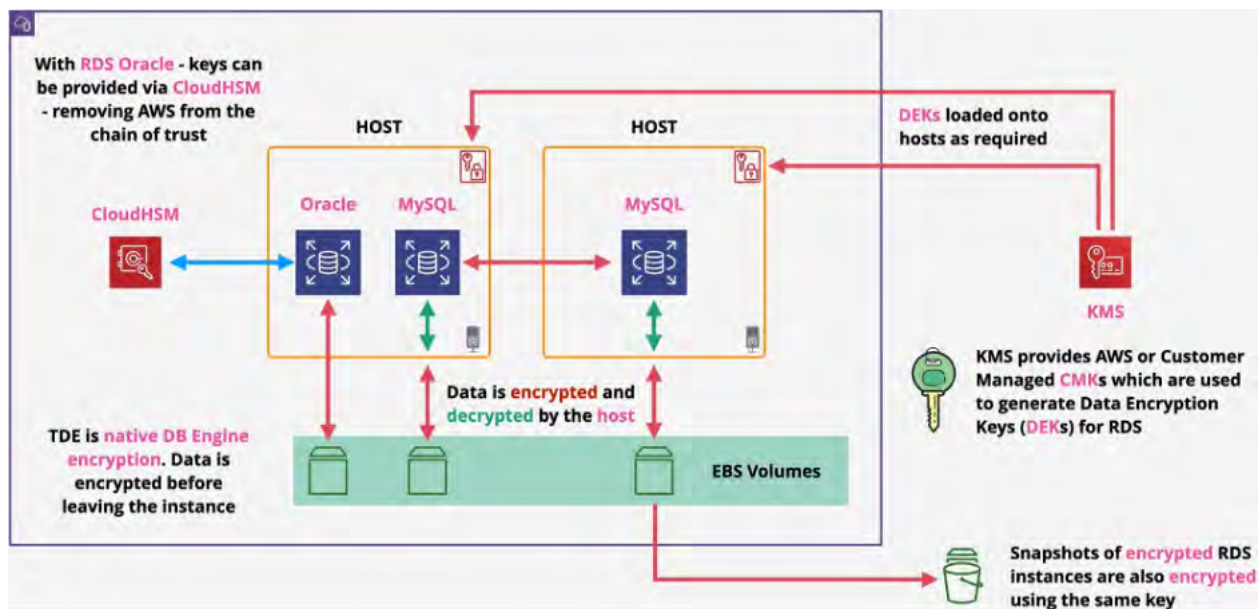 With RDS Oracle - keys can
be provided via CloudHSM
- removing AWS from the
chain of trust
HOST
HOST
DEKs loaded onto
hosts as required
CloudHSM
Oracle
MySQL
MySQL
KMS
KMS provides AWS or Customer
Managed CMKs which are used
to generate Data Encryption
Keys (DEKs) for RDS
Data is encrypted and
decrypted by the host
TDE is native DB Engine
encryption. Data is
encrypted before
leaving the instance
EBS Volumes
Snapshots of encrypted RDS
instances are also encrypted
using the same key